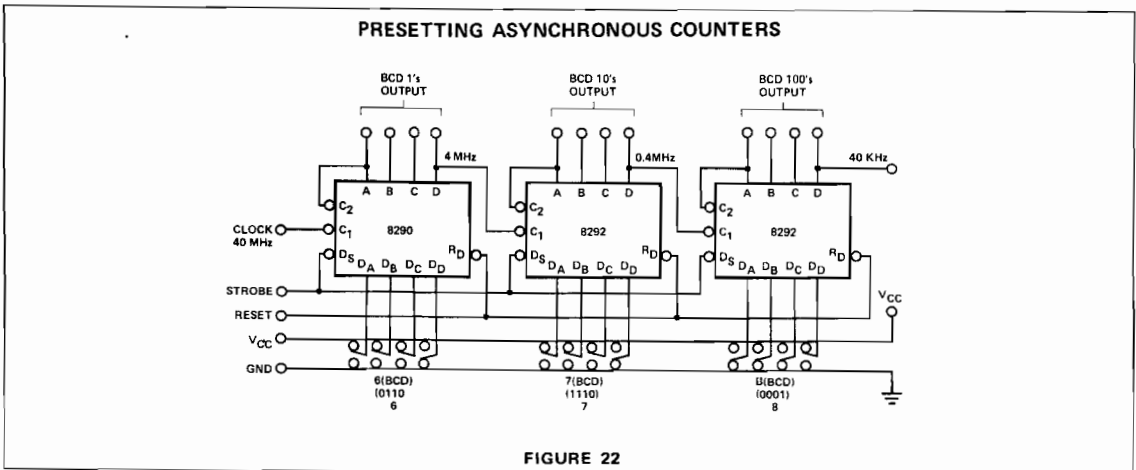 PRESETTING ASYNCHRONOUS COUNTERS
BCD 1's
OUTPUT
BCD 10's
OUTPUT
BCD 100's
OUTPUT
4 MHz
0.4MHz
40 KHz
A B C D
A B C D
A B C D
C2
C2
C2
CLOCK
40 MHz
C1
8290
C1
8292
C1
8292
DS
RD
DS
RD
DS
RD
DA DB DC DD
DA DB DC DD
DA DB DC DD
STROBE
RESET
VCC
VCC
GND
6(BCD)
(0110
6
7(BCD)
(1110)
7
8(BCD)
(0001)
8
FIGURE 22